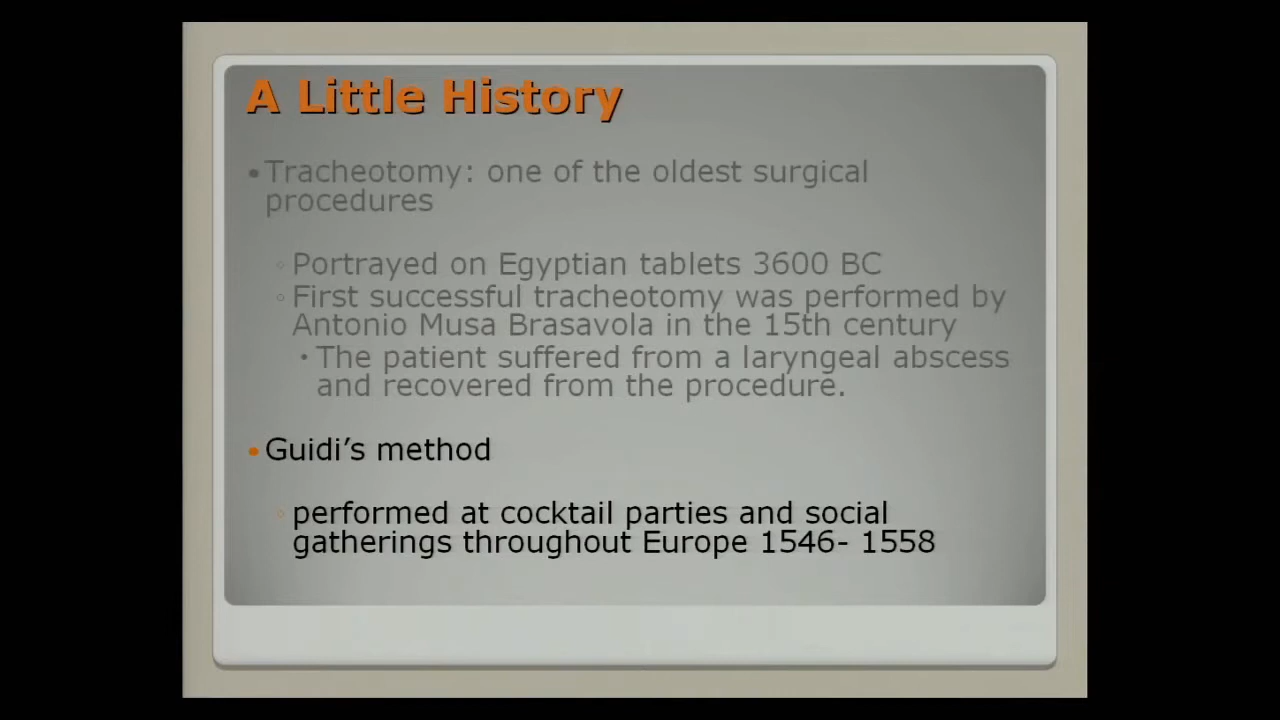 A Little History
• Tracheotomy: one of the oldest surgical
procedures
◦ Portrayed on Egyptian tablets 3600 BC
◦ First successful tracheotomy was performed by
Antonio Musa Brasavola in the 15th century
• The patient suffered from a laryngeal abscess
and recovered from the procedure.
• Guidi’s method
◦ performed at cocktail parties and social
gatherings throughout Europe 1546- 1558